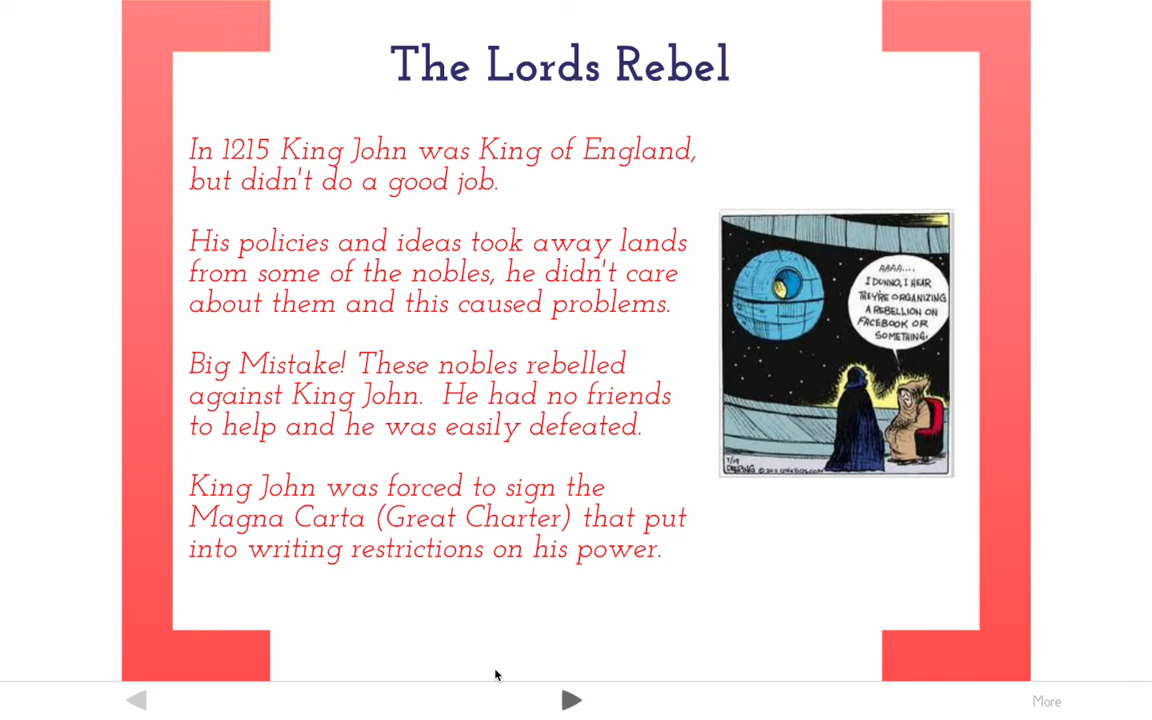 The Lords Rebel
In 1215 King John was King of England,
but didn't do a good job.
His policies and ideas took away lands
from some of the nobles, he didn't care
about them and this caused problems.
Big Mistake! These nobles rebelled
against King John. He had no friends
to help and he was easily defeated.
King John was forced to sign the
Magna Carta (Great Charter) that put
into writing restrictions on his power.
AAAA....
I DUNNO, I HEAR
THEY'RE ORGANIZING
A REBELLION ON
FACEBOOK OR
SOMETHING.
More